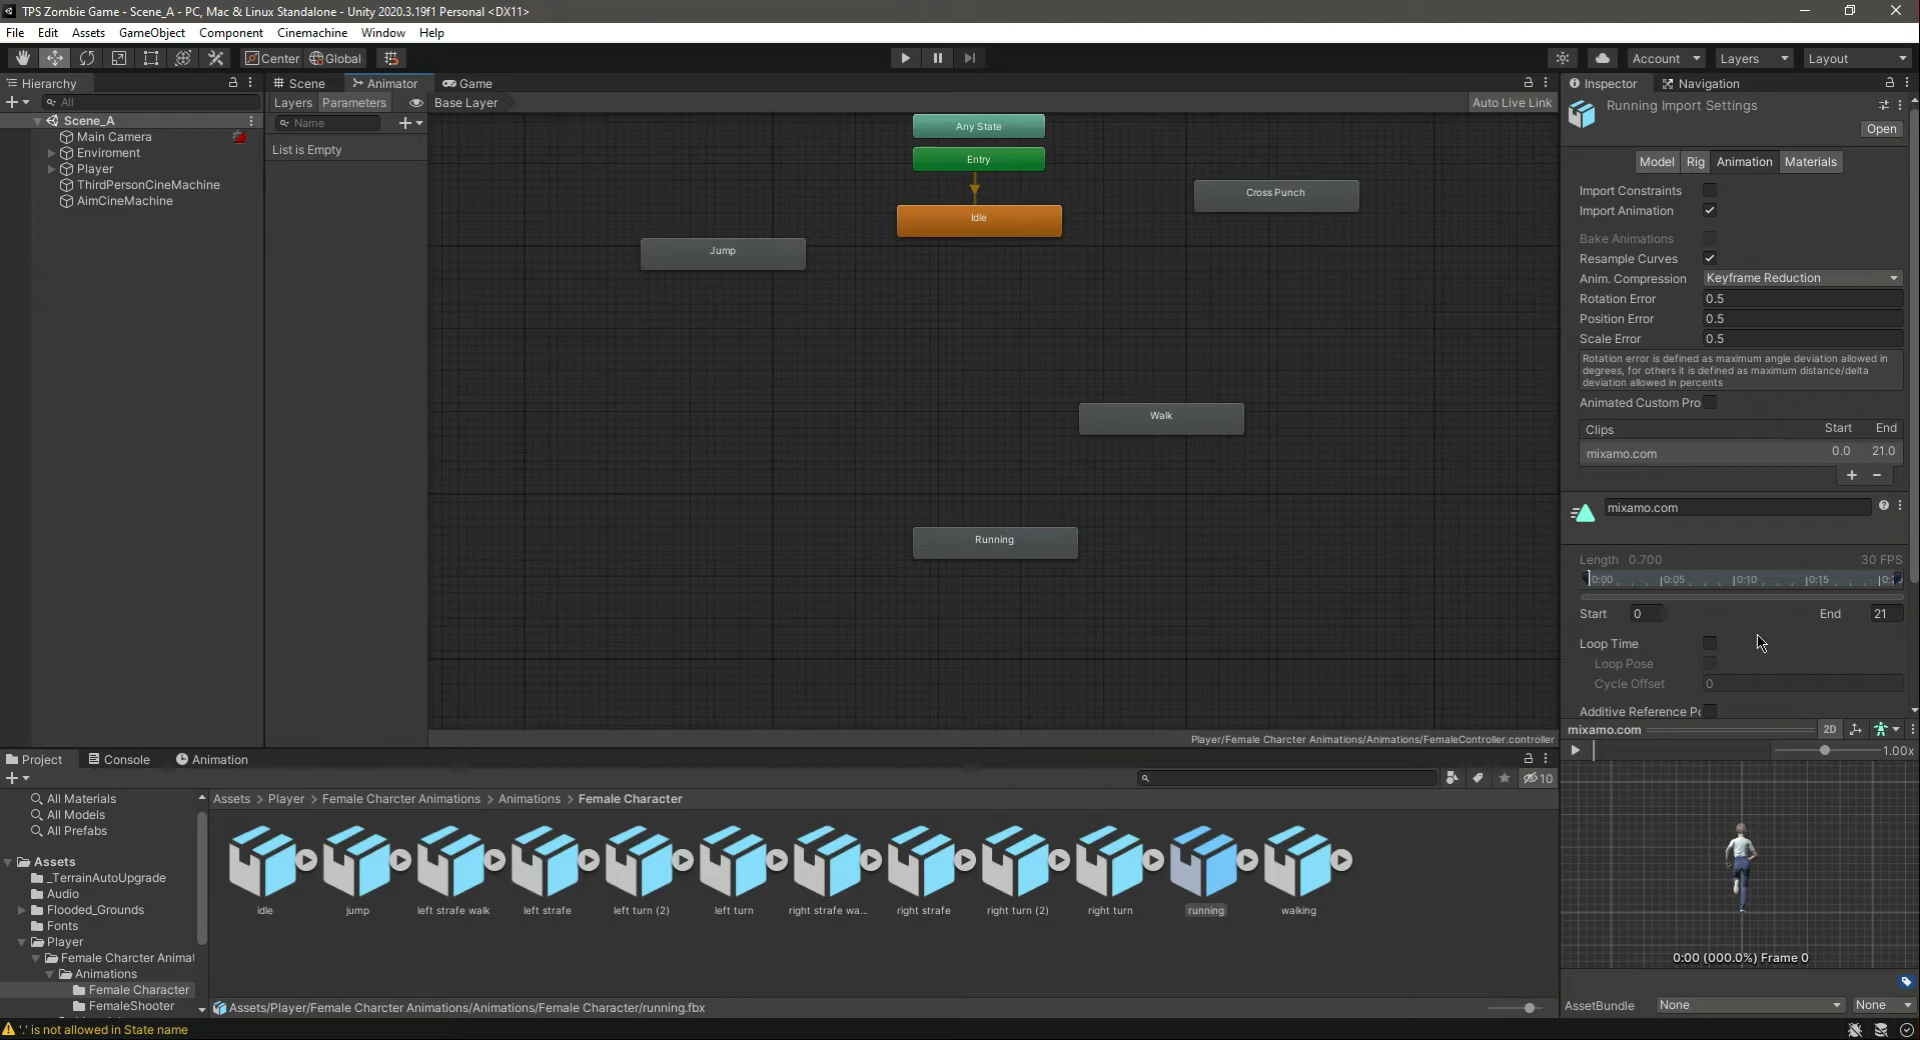 TPS Zombie Game - Scene_A - PC, Mac & Linux Standalone - Unity 2020.3.19f1 Personal <DX11>
File Edit Assets GameObject Component Cinemachine Window Help
Center Global Account Layers Layout
Hierarchy
All
Scene_A
Main Camera
Enviroment
Player
ThirdPersonCineMachine
AimCineMachine
Scene Animator Game
Layers Parameters Base Layer Auto Live Link
Name
List is Empty
Any State
Entry
Cross Punch
Idle
Jump
Walk
Running
Player/Female Charcter Animations/Animations/FemaleController.controller
Inspector Navigation
Running Import Settings
Open
Model Rig Animation Materials
Import Constraints
Import Animation
Bake Animations
Resample Curves
Anim. Compression Keyframe Reduction
Rotation Error 0.5
Position Error 0.5
Scale Error 0.5
Rotation error is defined as maximum angle deviation allowed in
degrees, for others it is defined as maximum distance/delta
deviation allowed in percents
Animated Custom Pro
Clips Start End
mixamo.com 0.0 21.0
mixamo.com
Length 0.700 30 FPS
0:00 0:05 0:10 0:15
Start 0 End 21
Loop Time
Loop Pose
Cycle Offset 0
Additive Reference Po
mixamo.com 2D
1.00x
0:00 (000.0%) Frame 0
AssetBundle None None
Project Console Animation
10
All Materials
All Models
All Prefabs
Assets
_TerrainAutoUpgrade
Audio
Flooded_Grounds
Fonts
Player
Female Charcter Animat
Animations
Female Character
FemaleShooter
Assets > Player > Female Charcter Animations > Animations > Female Character
idle jump left strafe walk left strafe left turn (2) left turn right strafe wa... right strafe right turn (2) right turn running walking
Assets/Player/Female Charcter Animations/Animations/Female Character/running.fbx
'.' is not allowed in State name